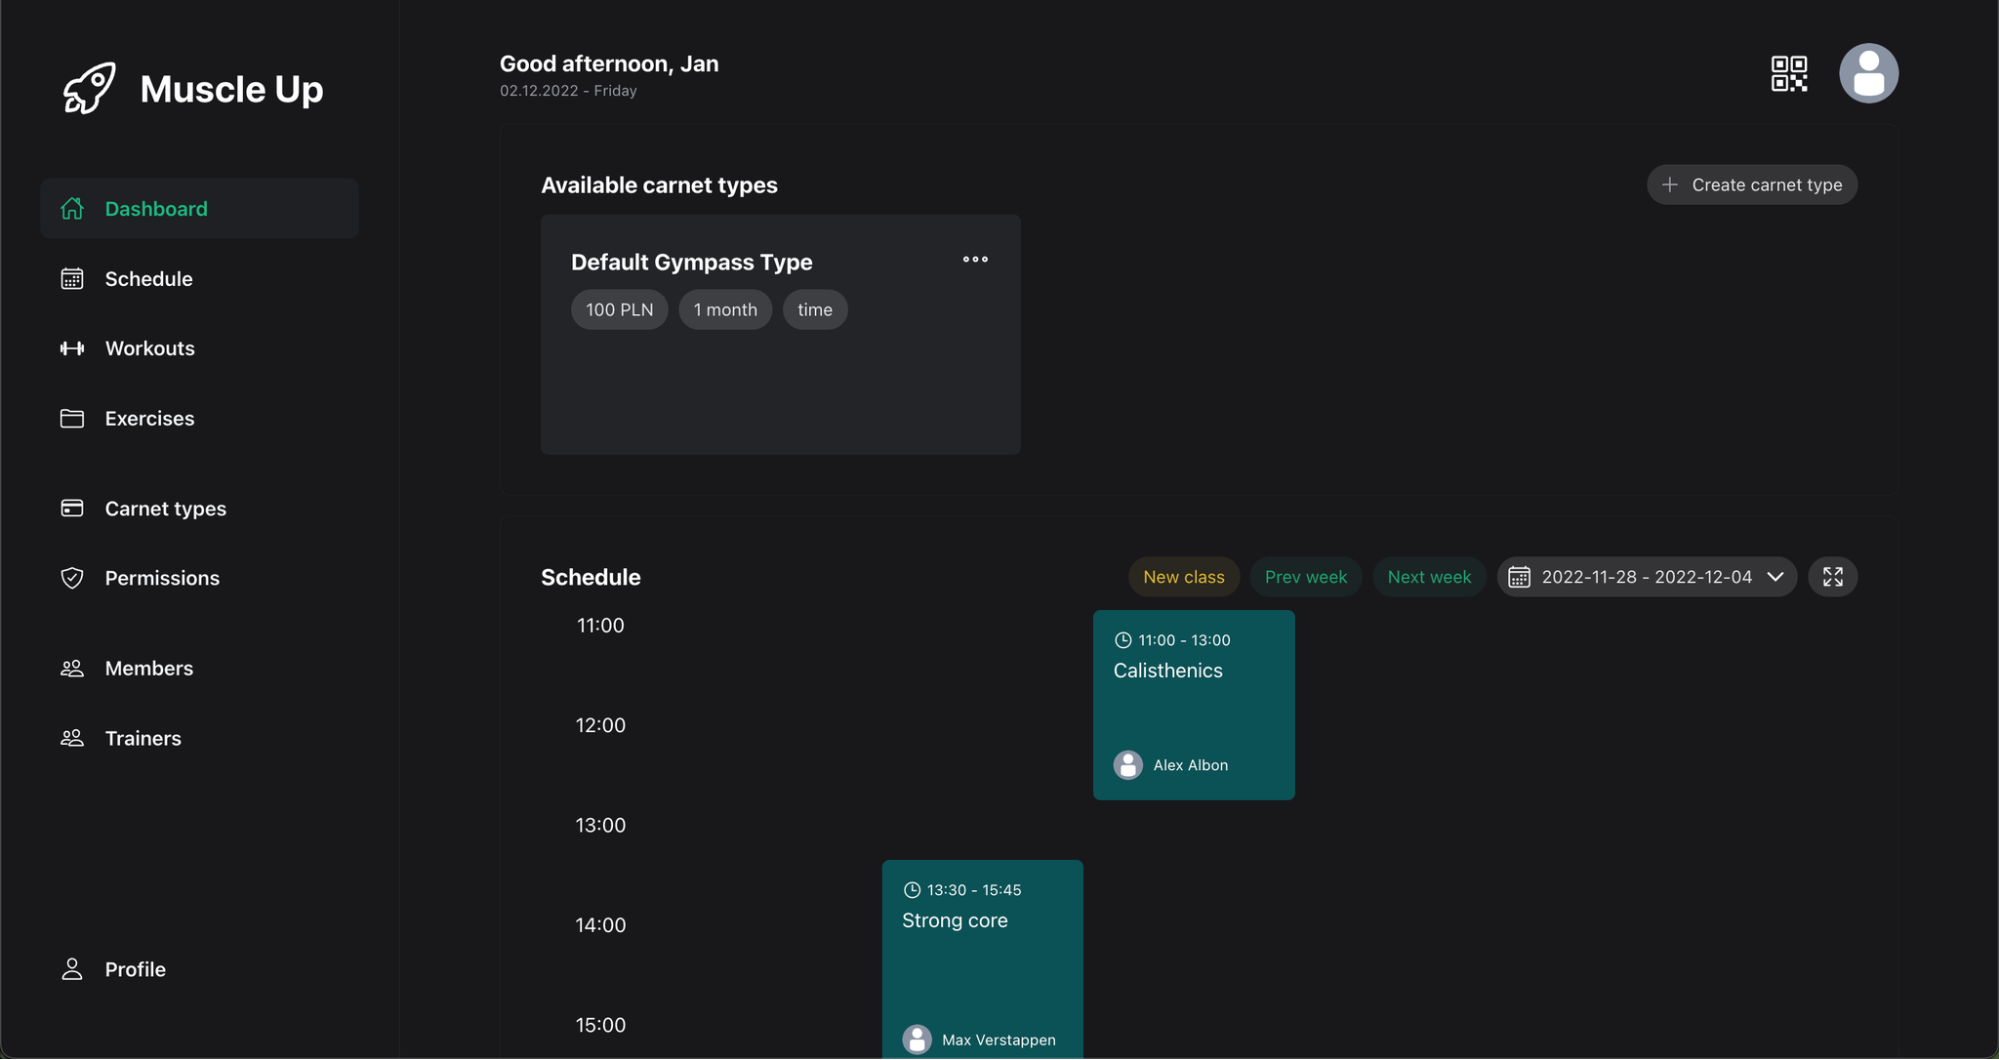 Muscle Up
Dashboard
Schedule
Workouts
Exercises
Carnet types
Permissions
Members
Trainers
Profile
Good afternoon, Jan
02.12.2022 - Friday
Available carnet types
Create carnet type
Default Gympass Type
100 PLN 1 month time
Schedule
New class Prev week Next week 2022-11-28 - 2022-12-04
11:00
12:00
13:00
14:00
15:00
11:00 - 13:00
Calisthenics
Alex Albon
13:30 - 15:45
Strong core
Max Verstappen